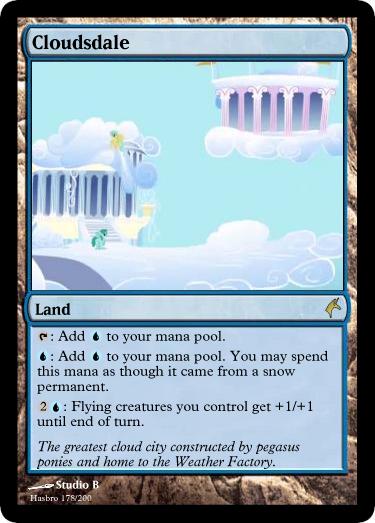 Cloudsdale
Land
: Add to your mana pool.
: Add to your mana pool. You may spend
this mana as though it came from a snow
permanent.
2 : Flying creatures you control get +1/+1
until end of turn.
The greatest cloud city constructed by pegasus
ponies and home to the Weather Factory.
Studio B
Hasbro 178/200